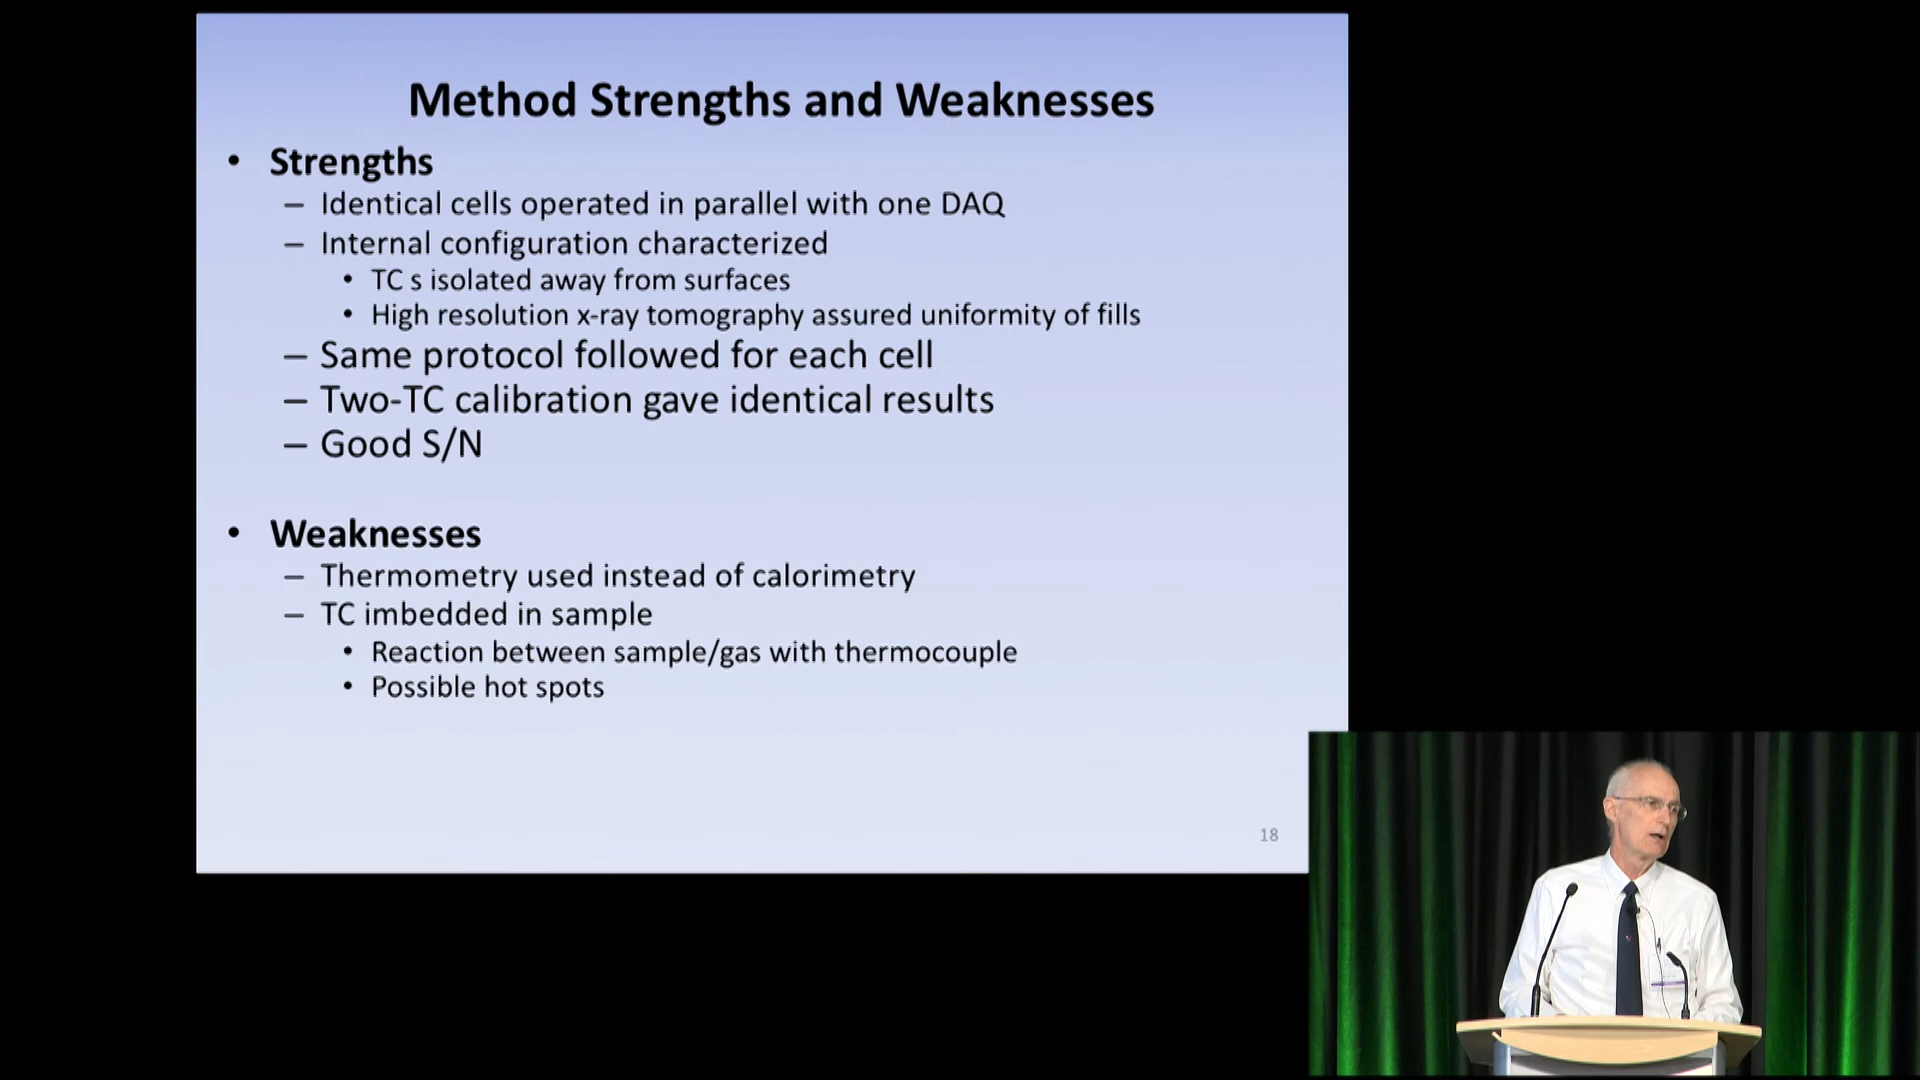 Method Strengths and Weaknesses
• Strengths
– Identical cells operated in parallel with one DAQ
– Internal configuration characterized
• TC s isolated away from surfaces
• High resolution x-ray tomography assured uniformity of fills
– Same protocol followed for each cell
– Two-TC calibration gave identical results
– Good S/N
• Weaknesses
– Thermometry used instead of calorimetry
– TC imbedded in sample
• Reaction between sample/gas with thermocouple
• Possible hot spots
18